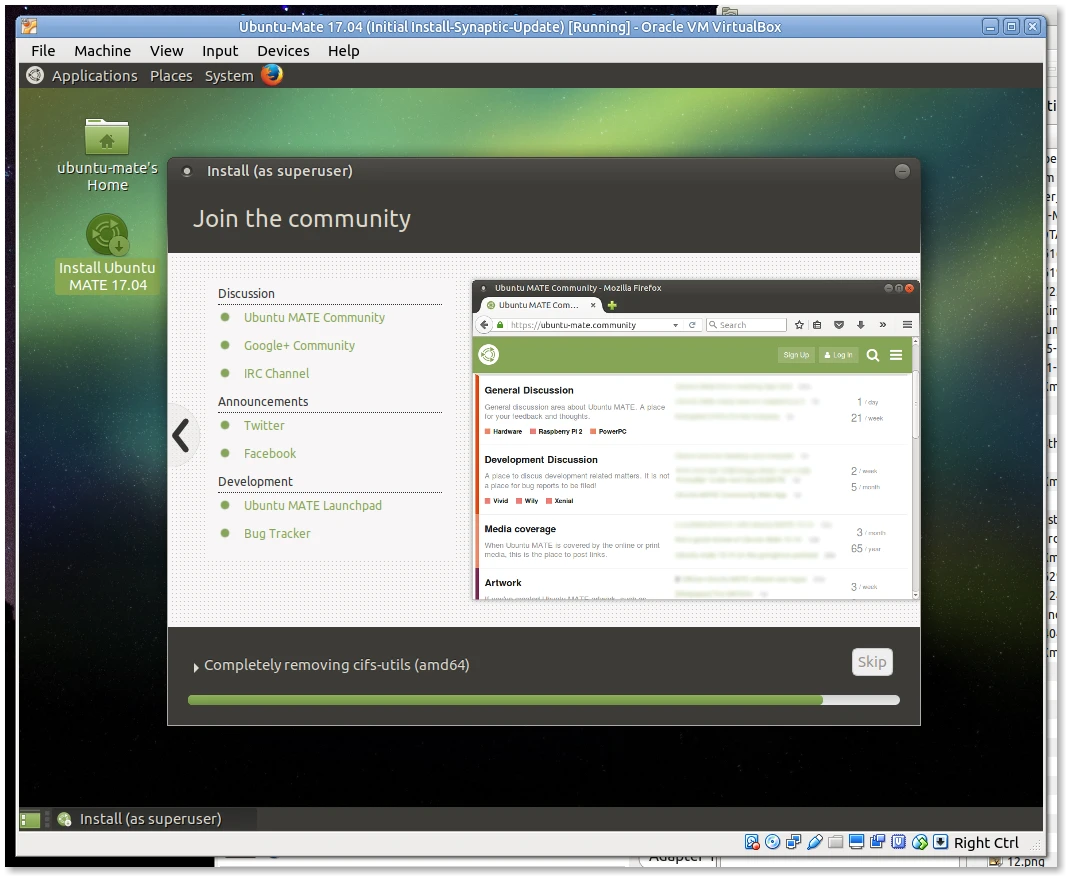 Ubuntu-Mate 17.04 (Initial Install-Synaptic-Update) [Running] - Oracle VM VirtualBox
File Machine View Input Devices Help
Applications Places System
ubuntu-mate's
Home
Install Ubuntu
MATE 17.04
Install (as superuser)
Join the community
Discussion
Ubuntu MATE Community
Google+ Community
IRC Channel
Announcements
Twitter
Facebook
Development
Ubuntu MATE Launchpad
Bug Tracker
Ubuntu MATE Community - Mozilla Firefox
Ubuntu MATE Com...
https://ubuntu-mate.community
Search
Sign Up Log In
General Discussion
General discussion area about Ubuntu MATE. A place
for your feedback and thoughts.
Hardware Raspberry Pi 2 PowerPC
1 / day
21 / week
Development Discussion
A place to discus development related matters. It is not
a place for bug reports to be filed!
Vivid Wily Xenial
2 / week
5 / month
Media coverage
When Ubuntu MATE is covered by the online or print
media, this is the place to post links.
3 / month
65 / year
Artwork
3 / week
Completely removing cifs-utils (amd64)
Skip
Install (as superuser)
Right Ctrl
Adapter 1
12.png